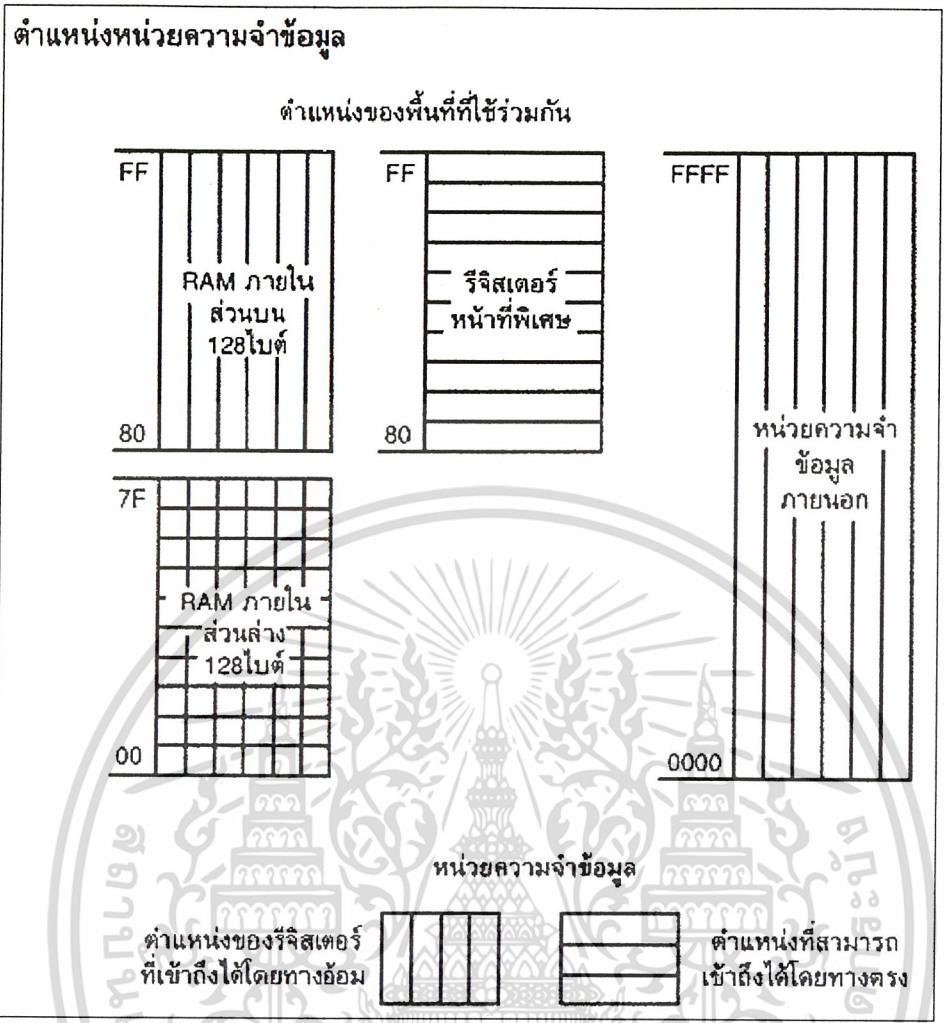 ตำแหน่งหน่วยความจำข้อมูล
ตำแหน่งของพื้นที่ที่ใช้ร่วมกัน
FF
RAM ภายใน
ส่วนบน
128ไบต์
80
FF
รีจิสเตอร์
หน้าที่พิเศษ
80
FFFF
หน่วยความจำ
ข้อมูล
ภายนอก
0000
7F
RAM ภายใน
ส่วนล่าง
128ไบต์
00
หน่วยความจำข้อมูล
ตำแหน่งของรีจิสเตอร์
ที่เข้าถึงได้โดยทางอ้อม
ตำแหน่งที่สามารถ
เข้าถึงได้โดยทางตรง